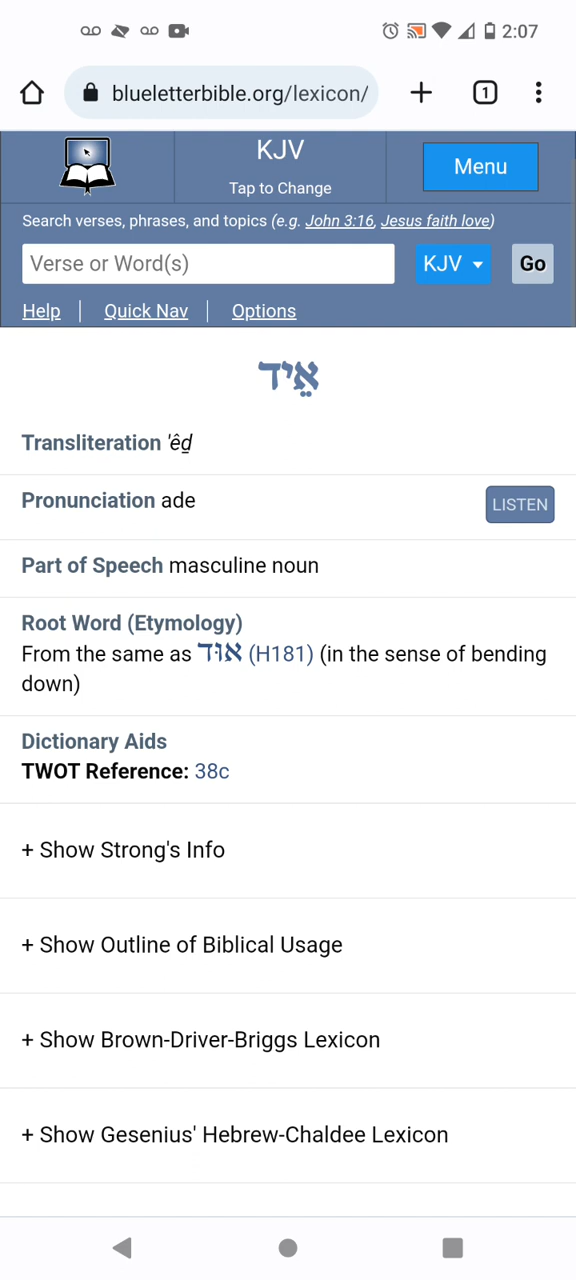 2:07
blueletterbible.org/lexicon/
1
KJV
Tap to Change
Menu
Search verses, phrases, and topics (e.g. John 3:16, Jesus faith love)
Verse or Word(s)
KJV
Go
Help
Quick Nav
Options
אֵיד
Transliteration 'êḏ
Pronunciation ade
LISTEN
Part of Speech masculine noun
Root Word (Etymology)
From the same as אוּד (H181) (in the sense of bending
down)
Dictionary Aids
TWOT Reference: 38c
+ Show Strong's Info
+ Show Outline of Biblical Usage
+ Show Brown-Driver-Briggs Lexicon
+ Show Gesenius' Hebrew-Chaldee Lexicon